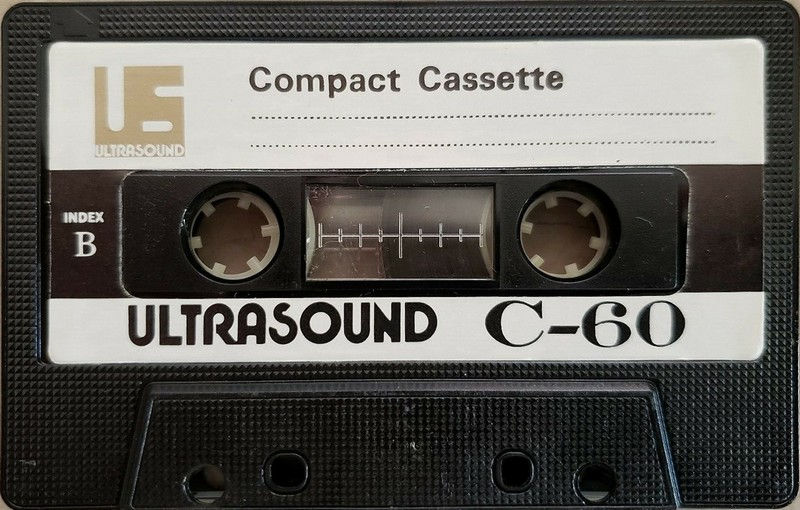 US
ULTRASOUND
Compact Cassette
INDEX
B
ULTRASOUND C-60